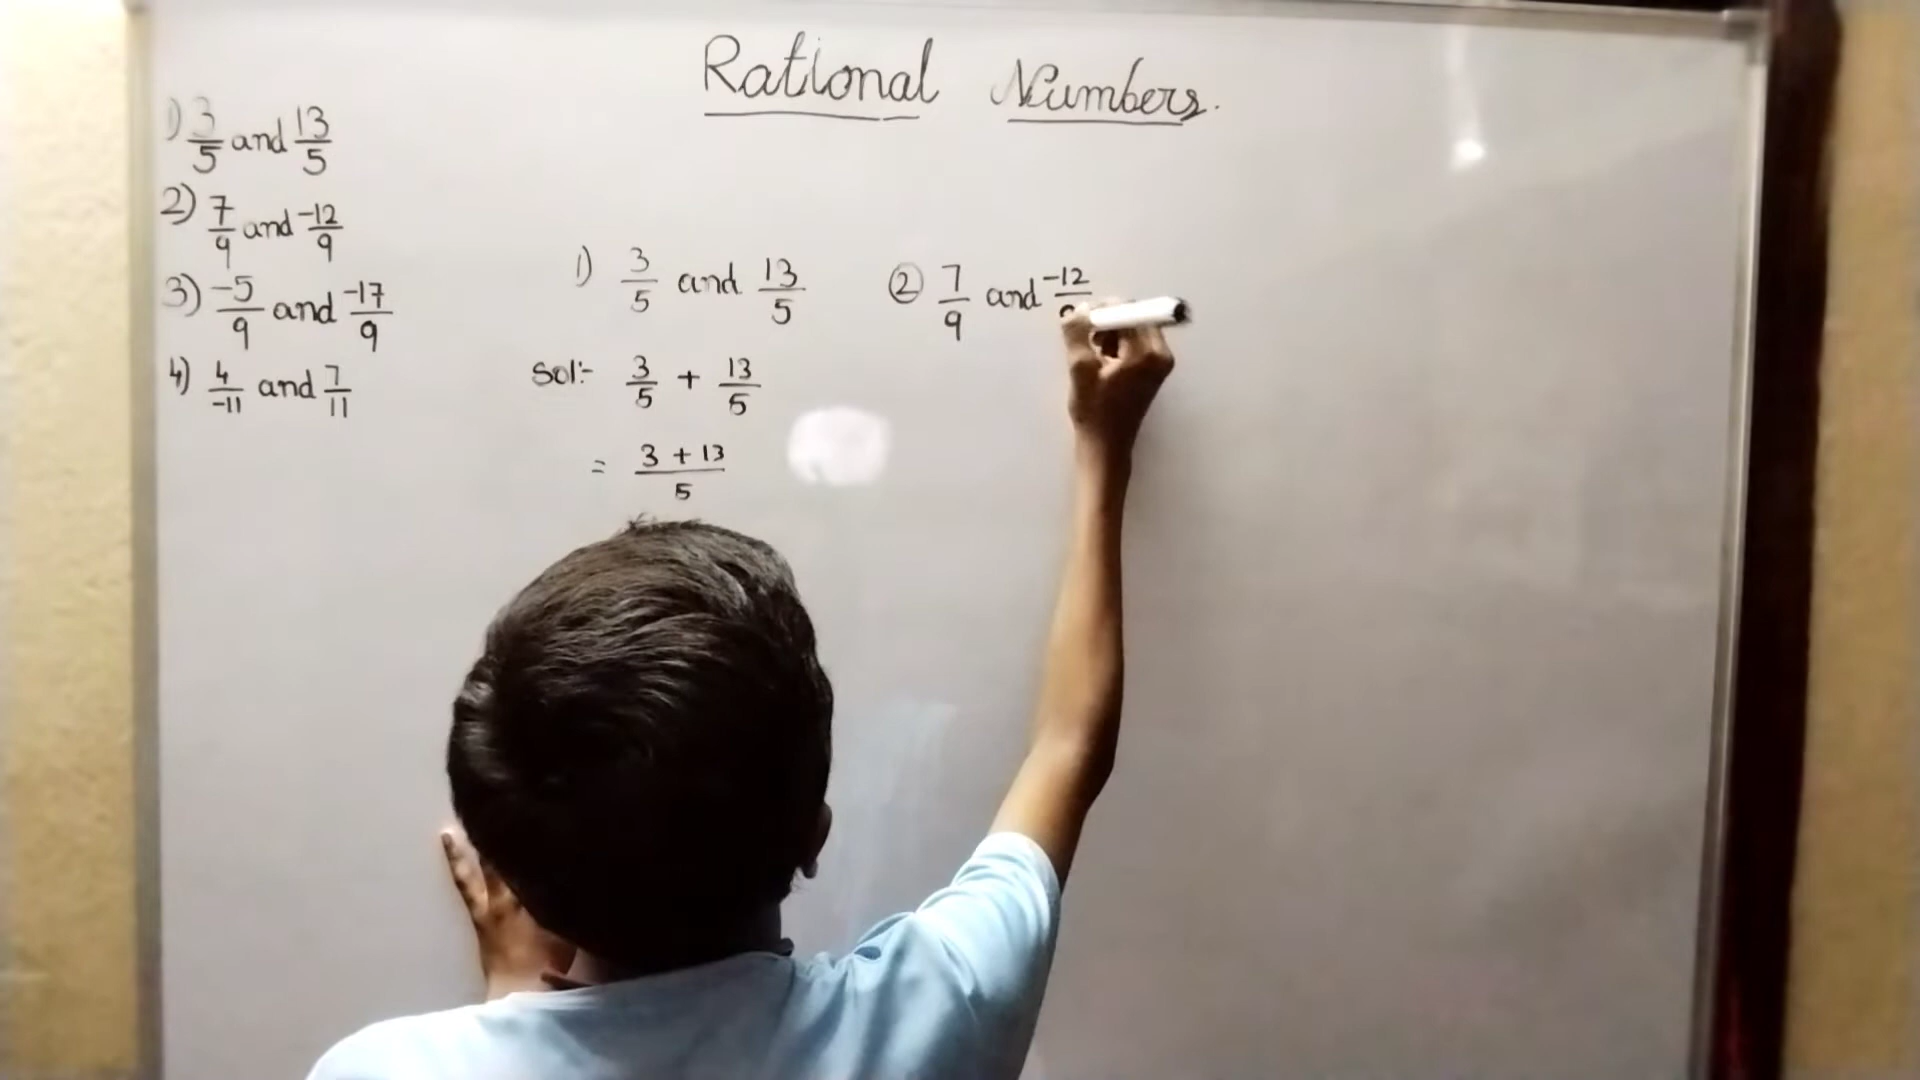 Rational Numbers.
1) 3/5 and 13/5
2) 7/9 and -12/9
3) -5/9 and -17/9
4) 4/-11 and 7/11
1) 3/5 and 13/5
Sol:- 3/5 + 13/5
= 3 + 13/5
② 7/9 and -12